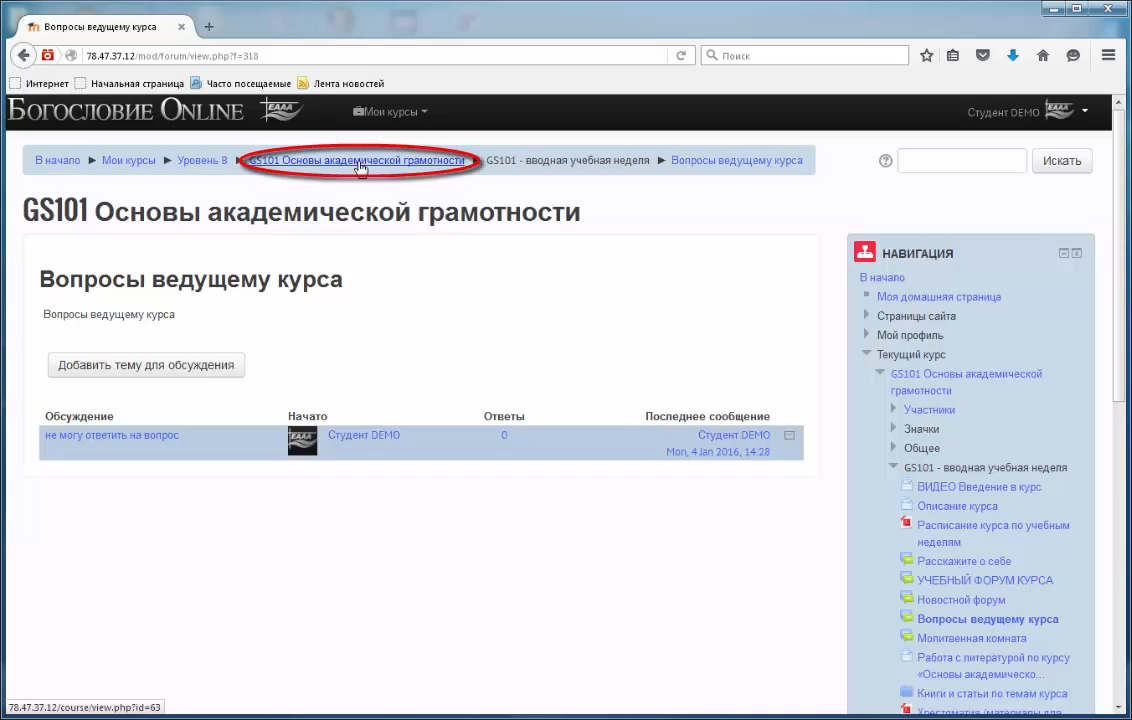 Вопросы ведущему курса
78.47.37.12/mod/forum/view.php?f=318
Поиск
Интернет Начальная страница Часто посещаемые Лента новостей
Богословие Online ЕААА Мои курсы Студент DEMO
В начало ► Мои курсы ► Уровень 8 ► GS101 Основы академической грамотности GS101 - вводная учебная неделя ► Вопросы ведущему курса
Искать
GS101 Основы академической грамотности
Вопросы ведущему курса
Вопросы ведущему курса
Добавить тему для обсуждения
Обсуждение Начато Ответы Последнее сообщение
не могу ответить на вопрос Студент DEMO 0 Студент DEMO
Mon, 4 Jan 2016, 14:28
НАВИГАЦИЯ
В начало
Моя домашняя страница
Страницы сайта
Мой профиль
Текущий курс
GS101 Основы академической
грамотности
Участники
Значки
Общее
GS101 - вводная учебная неделя
ВИДЕО Введение в курс
Описание курса
Расписание курса по учебным
неделям
Расскажите о себе
УЧЕБНЫЙ ФОРУМ КУРСА
Новостной форум
Вопросы ведущему курса
Молитвенная комната
Работа с литературой по курсу
«Основы академическо...
Книги и статьи по темам курса
Хрестоматия (материалы для
78.47.37.12/course/view.php?id=63